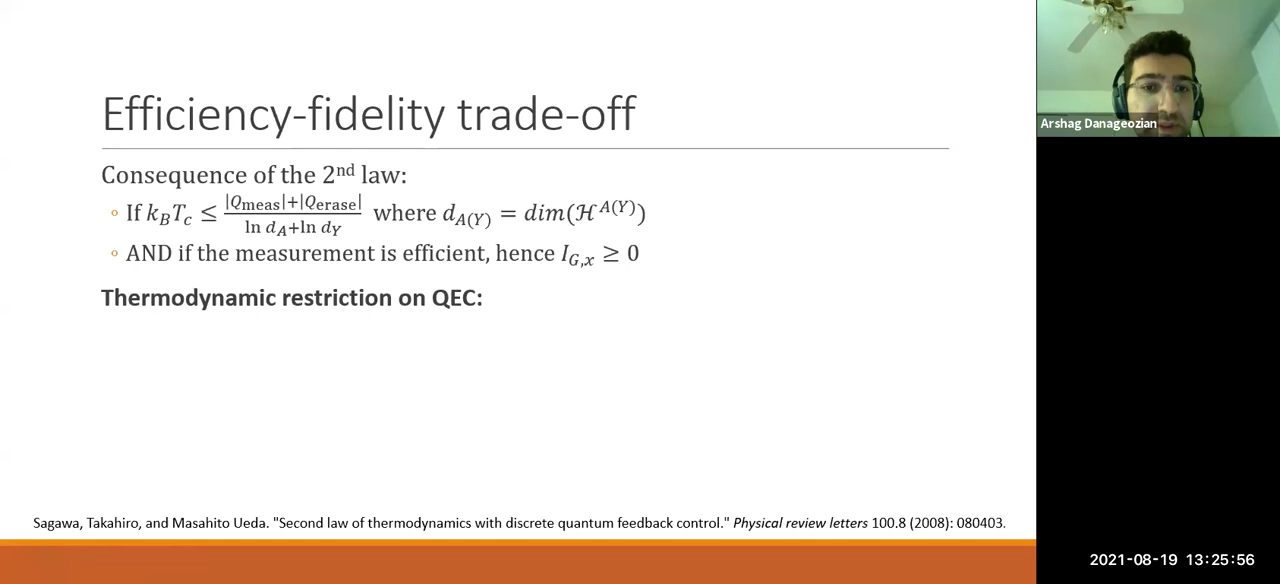 Efficiency-fidelity trade-off
Consequence of the 2nd law:
◦ If k_B T_c ≤ (|Q_meas|+|Q_erase|)/(ln d_A+ln d_Y) where d_A(Y) = dim(ℋ^A(Y))
◦ AND if the measurement is efficient, hence I_G,x ≥ 0
Thermodynamic restriction on QEC:
Sagawa, Takahiro, and Masahito Ueda. "Second law of thermodynamics with discrete quantum feedback control." Physical review letters 100.8 (2008): 080403.
Arshag Danageozian
2021-08-19 13:25:56